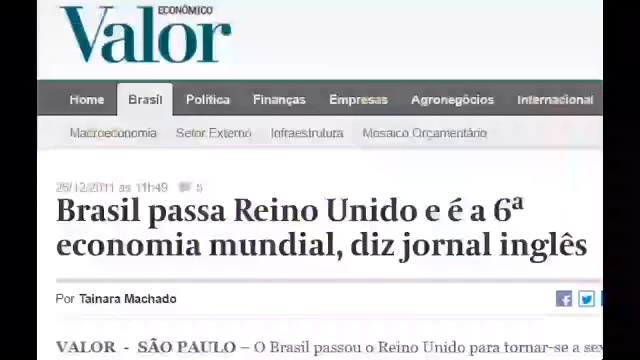 Valor
ECONÔMICO
Home Brasil Política Finanças Empresas Agronegócios Internacional
Macroeconomia Setor Externo Infraestrutura Mosaico Orçamentário
26/12/2011 às 11h49 5
Brasil passa Reino Unido e é a 6ª
economia mundial, diz jornal inglês
Por Tainara Machado
VALOR - SÃO PAULO – O Brasil passou o Reino Unido para tornar-se a se